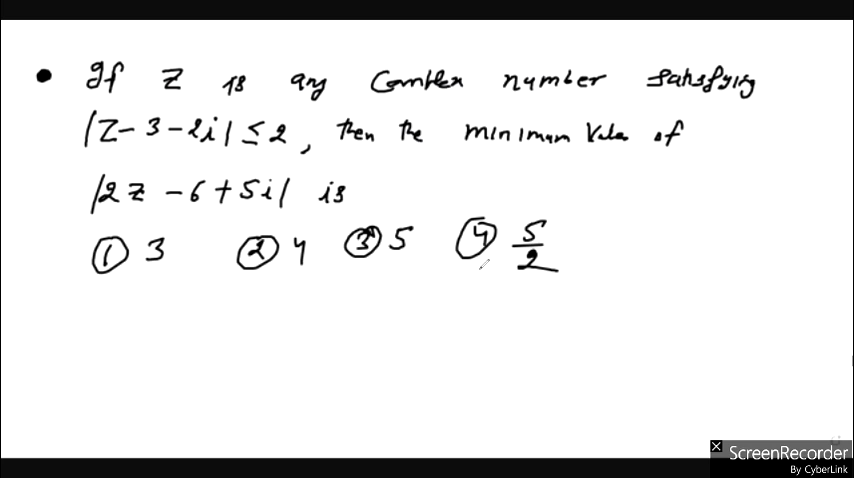 • If Z is any Complex number satisfying
|Z - 3 - 2i| ≤ 2, then the minimum Value of
|2z - 6 + 5i| is
① 3 ② 4 ③ 5 ④ 5/2
ScreenRecorder
By CyberLink